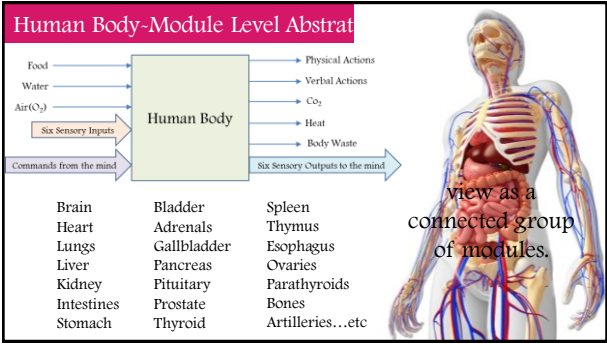 Human Body-Module Level Abstrat
Food
Water
Air(O₂)
Six Sensory Inputs
Commands from the mind
Human Body
Physical Actions
Verbal Actions
Co₂
Heat
Body Waste
Six Sensory Outputs to the mind
view as a
connected group
of modules.
Brain Bladder Spleen
Heart Adrenals Thymus
Lungs Gallbladder Esophagus
Liver Pancreas Ovaries
Kidney Pituitary Parathyroids
Intestines Prostate Bones
Stomach Thyroid Artilleries…etc